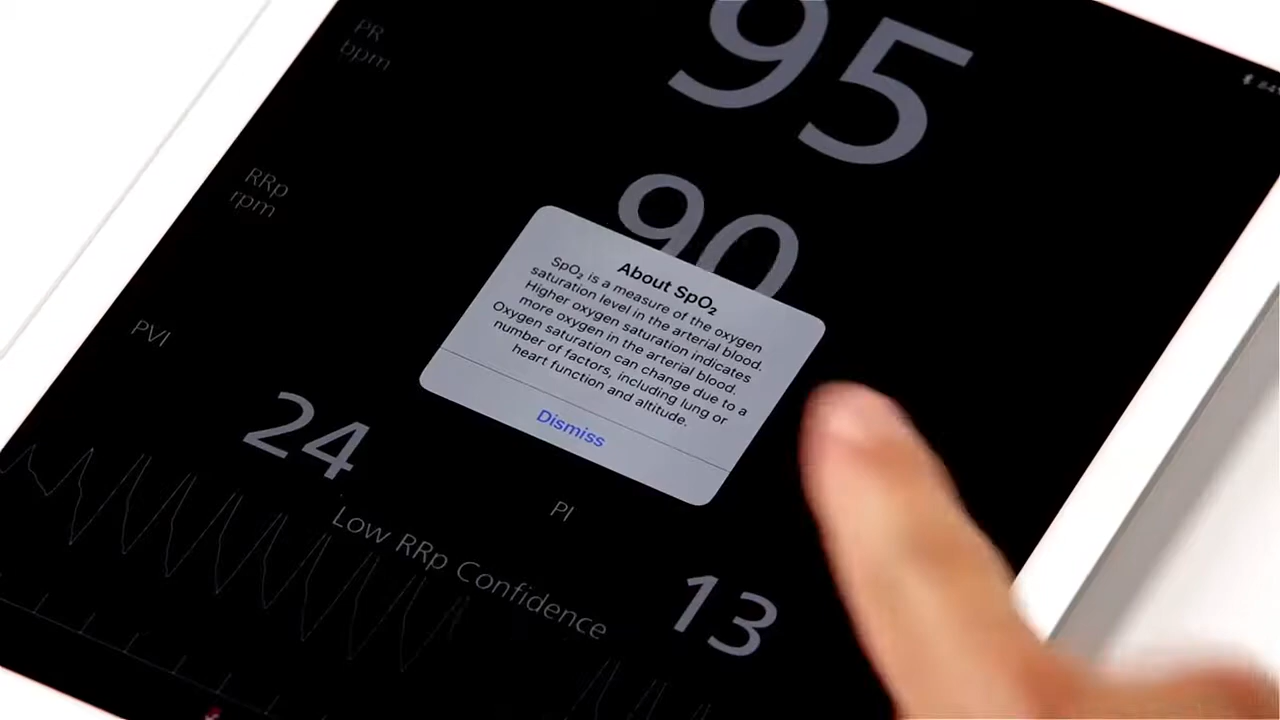 95
PR
bpm
84%
RRp
rpm
90
About SpO₂
SpO₂ is a measure of the oxygen
saturation level in the arterial blood.
Higher oxygen saturation indicates
more oxygen in the arterial blood.
Oxygen saturation can change due to a
number of factors, including lung or
heart function and altitude.
Dismiss
PVI
24
PI
Low RRp Confidence
13